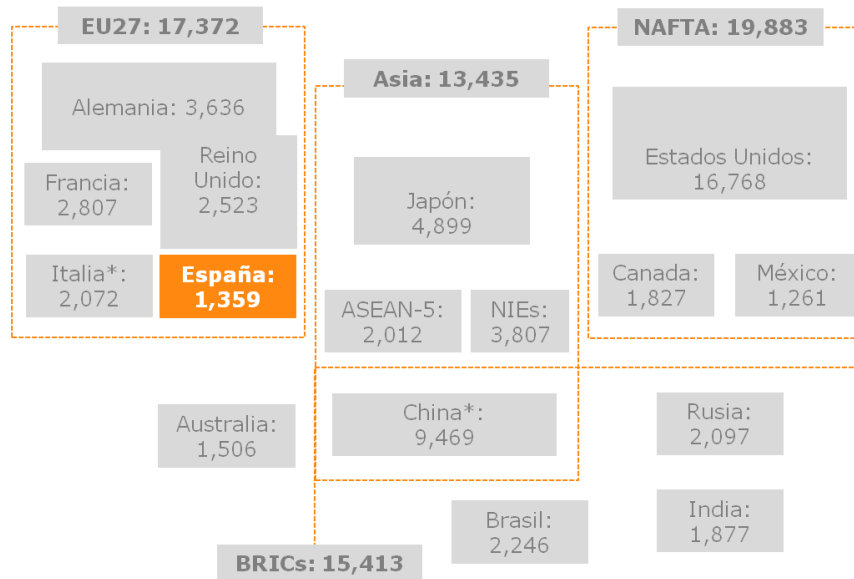 EU27: 17,372
Alemania: 3,636
Reino
Unido:
2,523
Francia:
2,807
Italia*:
2,072
España:
1,359
Asia: 13,435
Japón:
4,899
ASEAN-5:
2,012
NIEs:
3,807
China*:
9,469
NAFTA: 19,883
Estados Unidos:
16,768
Canada:
1,827
México:
1,261
Australia:
1,506
Rusia:
2,097
Brasil:
2,246
India:
1,877
BRICs: 15,413